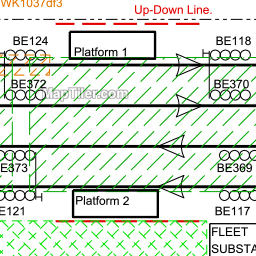 WK1037df3
Up-Down Line.
BE124
Platform 1
BE118
BE372
BE370
MapTiler.com
BE373
BE369
BE121
Platform 2
BE117
FLEET
SUBSTA